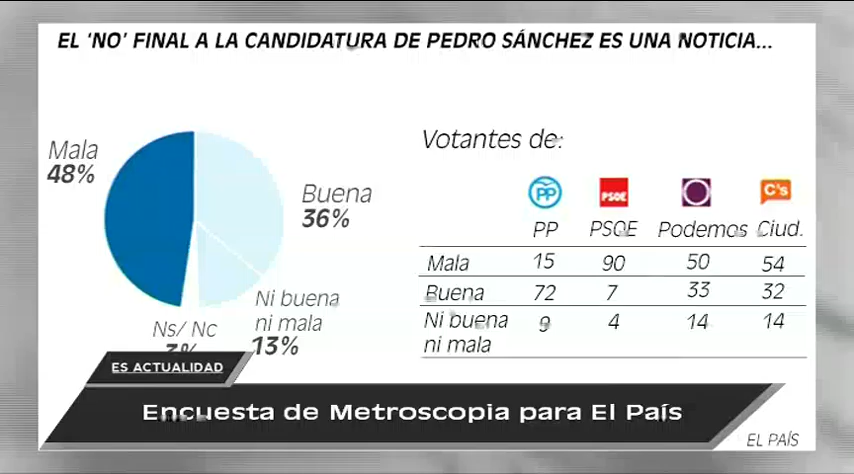 EL ‘NO’ FINAL A LA CANDIDATURA DE PEDRO SÁNCHEZ ES UNA NOTICIA...
Mala
48%
Buena
36%
Ni buena
ni mala
13%
Ns/ Nc
3%
Votantes de:
PP PSOE C's
PP PSOE Podemos Ciud.
Mala 15 90 50 54
Buena 72 7 33 32
Ni buena 9 4 14 14
ni mala
ES ACTUALIDAD
Encuesta de Metroscopia para El País
EL PAÍS